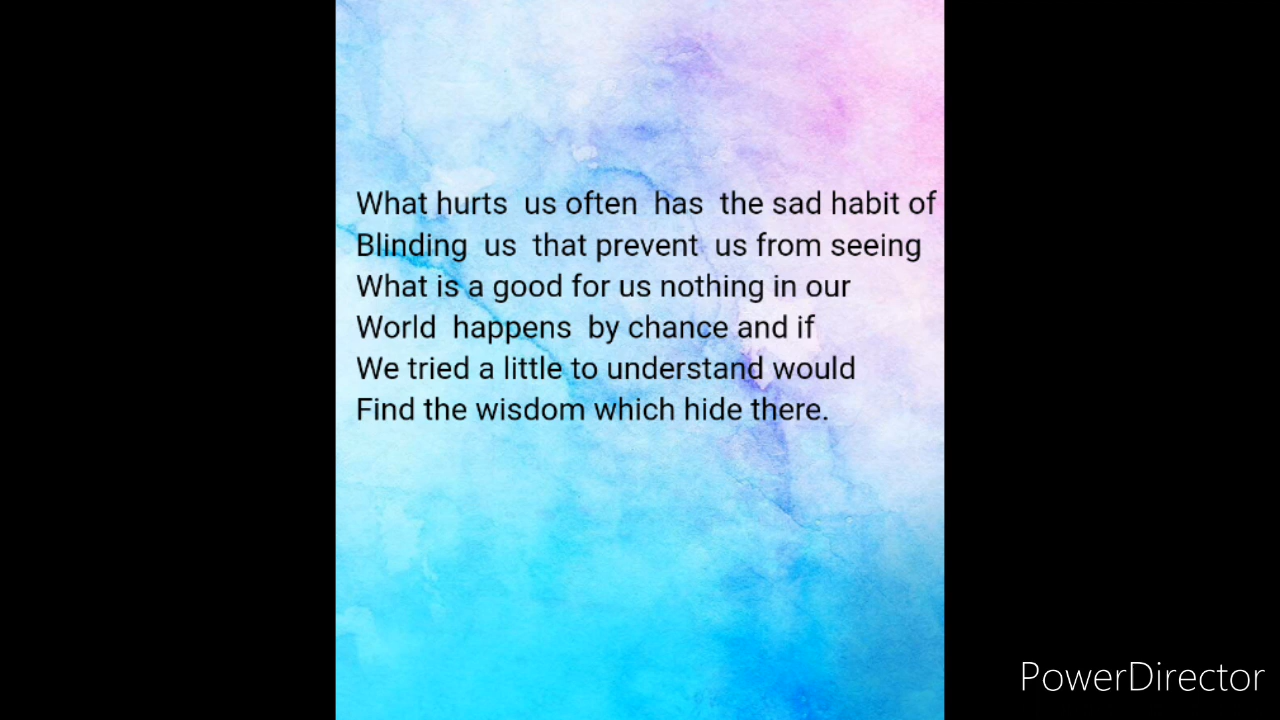 What hurts us often has the sad habit of
Blinding us that prevent us from seeing
What is a good for us nothing in our
World happens by chance and if
We tried a little to understand would
Find the wisdom which hide there.
PowerDirector